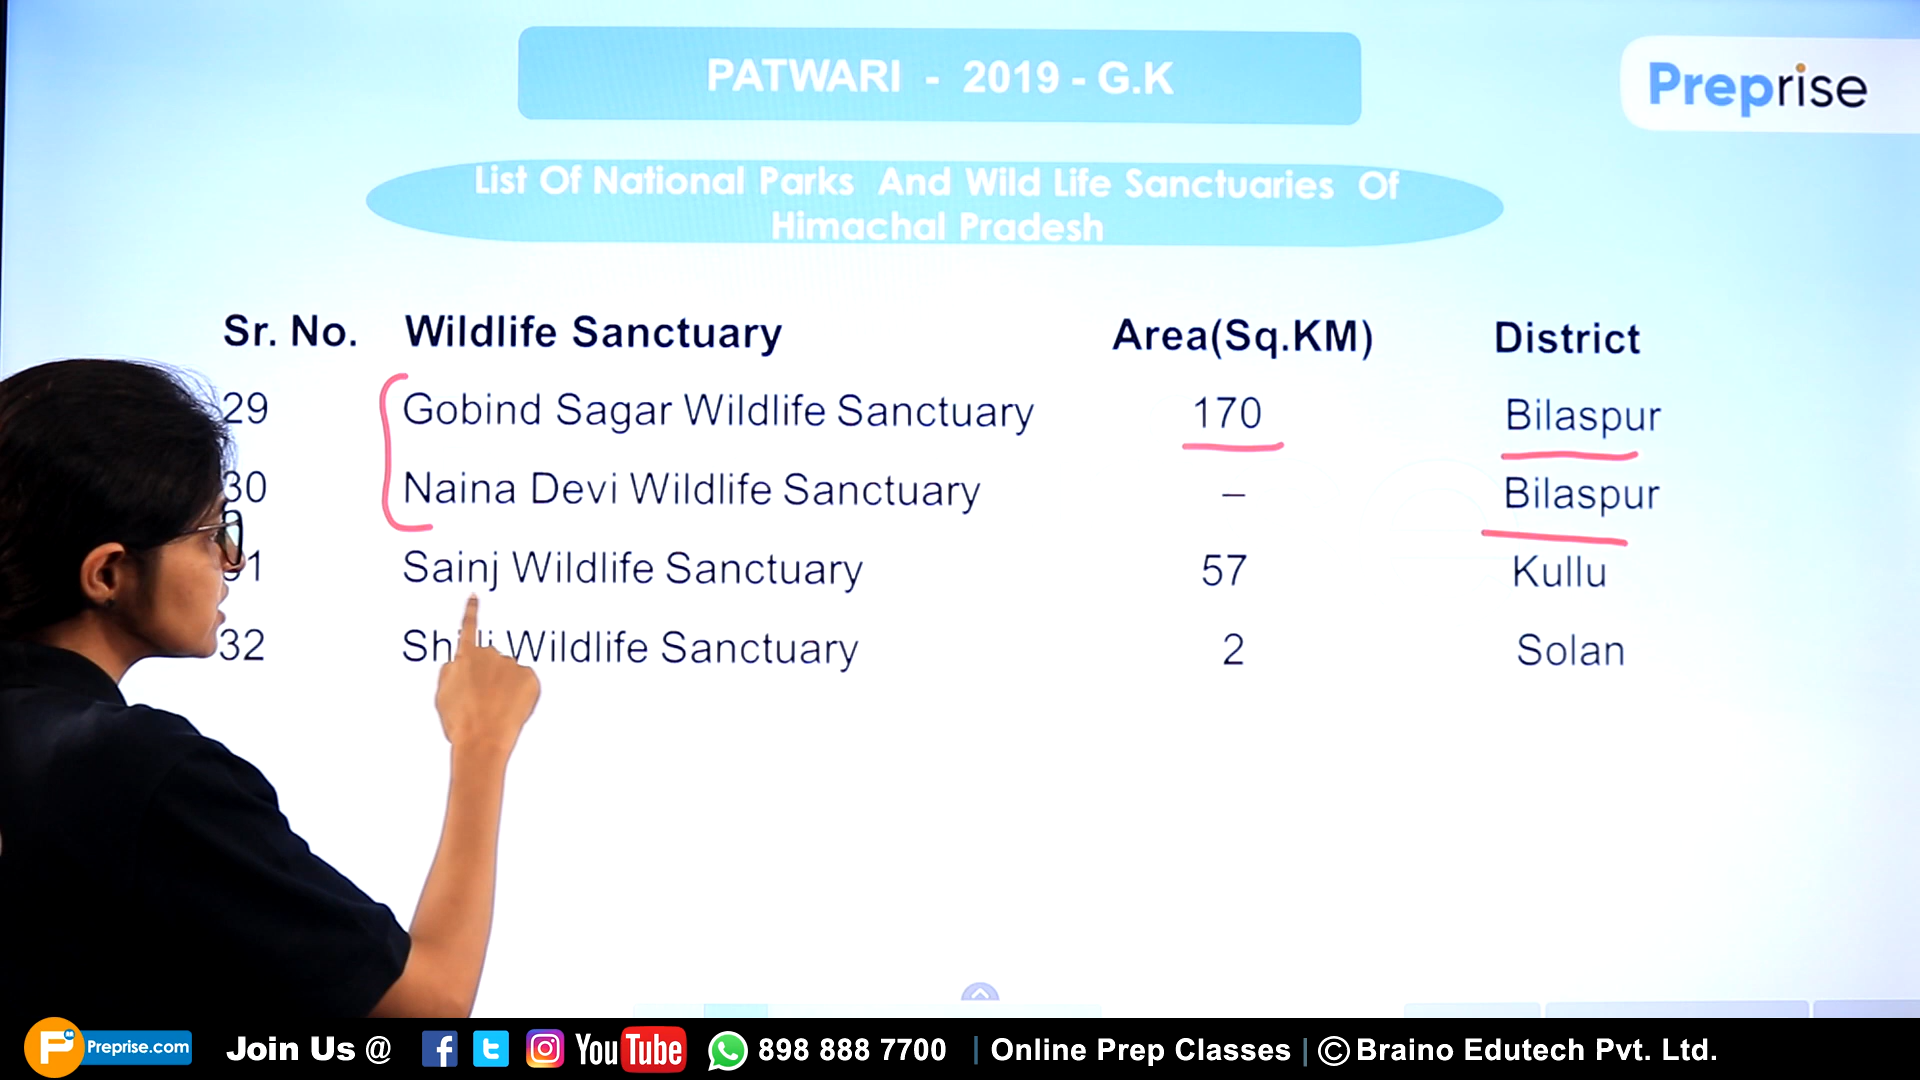 PATWARI - 2019 - G.K
Preprise
List Of National Parks And Wild Life Sanctuaries Of
Himachal Pradesh
Sr. No. Wildlife Sanctuary Area(Sq.KM) District
29 Gobind Sagar Wildlife Sanctuary 170 Bilaspur
30 Naina Devi Wildlife Sanctuary – Bilaspur
Sainj Wildlife Sanctuary 57 Kullu
32 Wildlife Sanctuary 2 Solan
Preprise.com Join Us @ YouTube 898 888 7700 | Online Prep Classes | © Braino Edutech Pvt. Ltd.